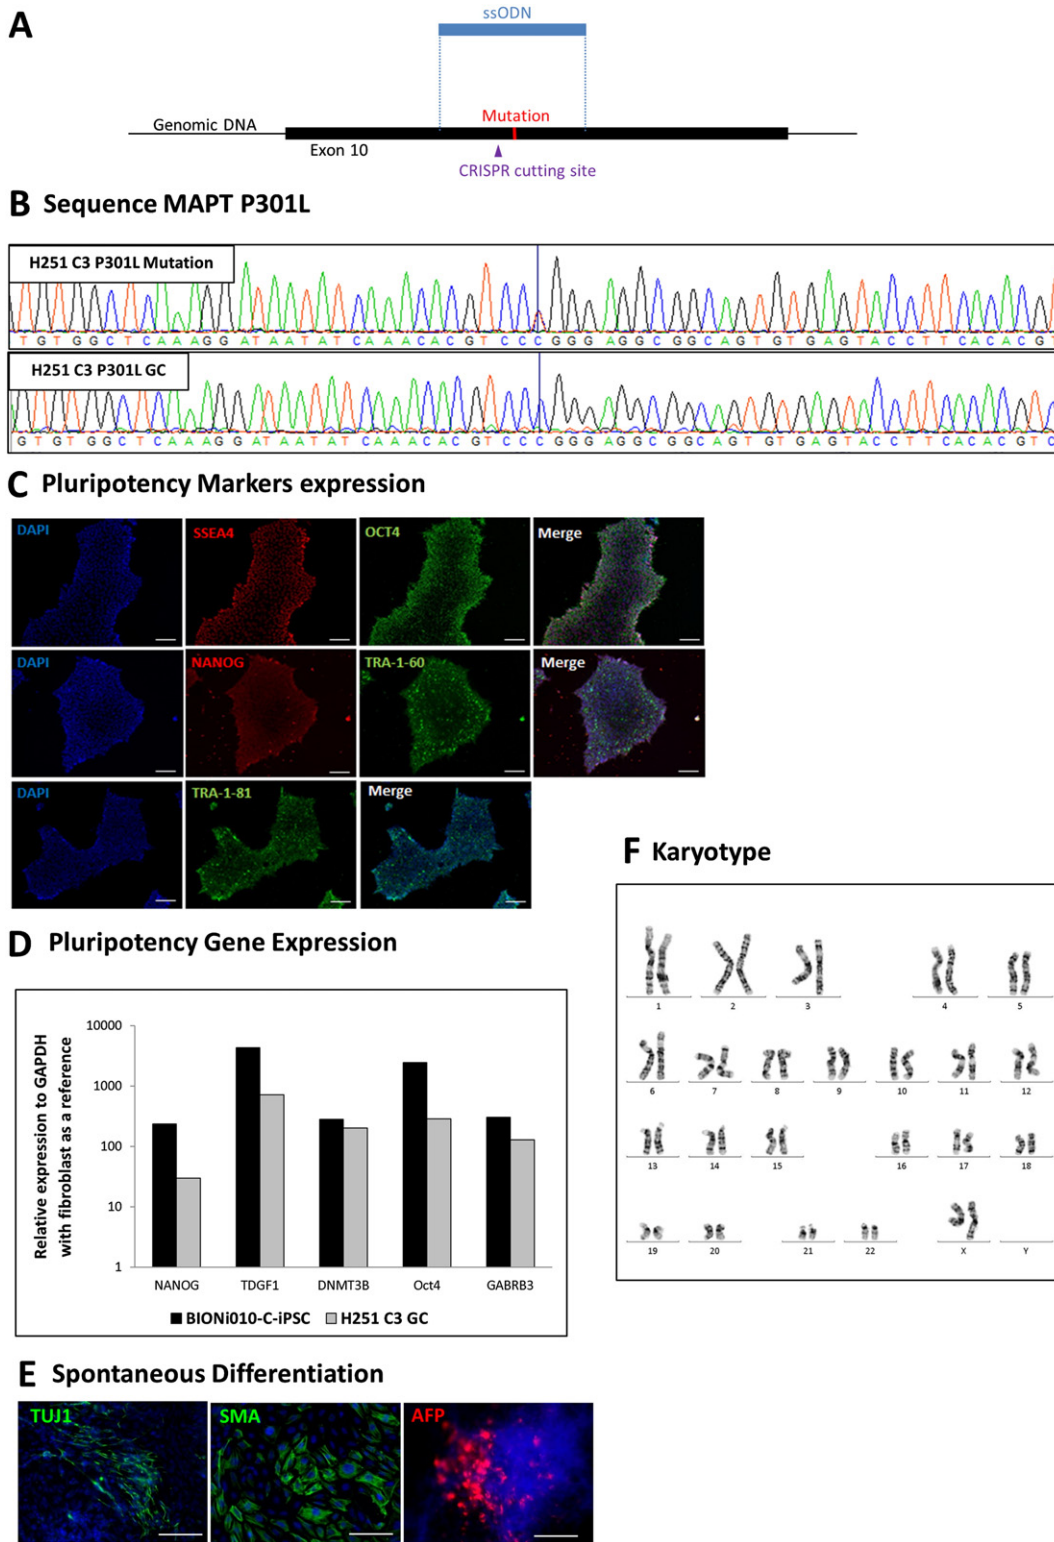 A
ssODN
Mutation
Genomic DNA
Exon 10
CRISPR cutting site
B Sequence MAPT P301L
H251 C3 P301L Mutation
TGTGGCTCAAAGGATAATATCAAACACGTCCCGGGAGGCGGCAGTGTGAGTACCTTCACACGT
H251 C3 P301L GC
GTGTGGCTCAAAGGATAATATCAAACACGTCCCGGGAGGCGGCAGTGTGAGTACCTTCACACGTC
C Pluripotency Markers expression
DAPI SSEA4 OCT4 Merge
DAPI NANOG TRA-1-60 Merge
DAPI TRA-1-81 Merge
D Pluripotency Gene Expression
Relative expression to GAPDH
with fibroblast as a reference
10000
1000
100
10
1
NANOG TDGF1 DNMT3B Oct4 GABRB3
BIONi010-C-iPSC H251 C3 GC
E Spontaneous Differentiation
TUJ1 SMA AFP
F Karyotype
1 2 3 4 5
6 7 8 9 10 11 12
13 14 15 16 17 18
19 20 21 22 X Y